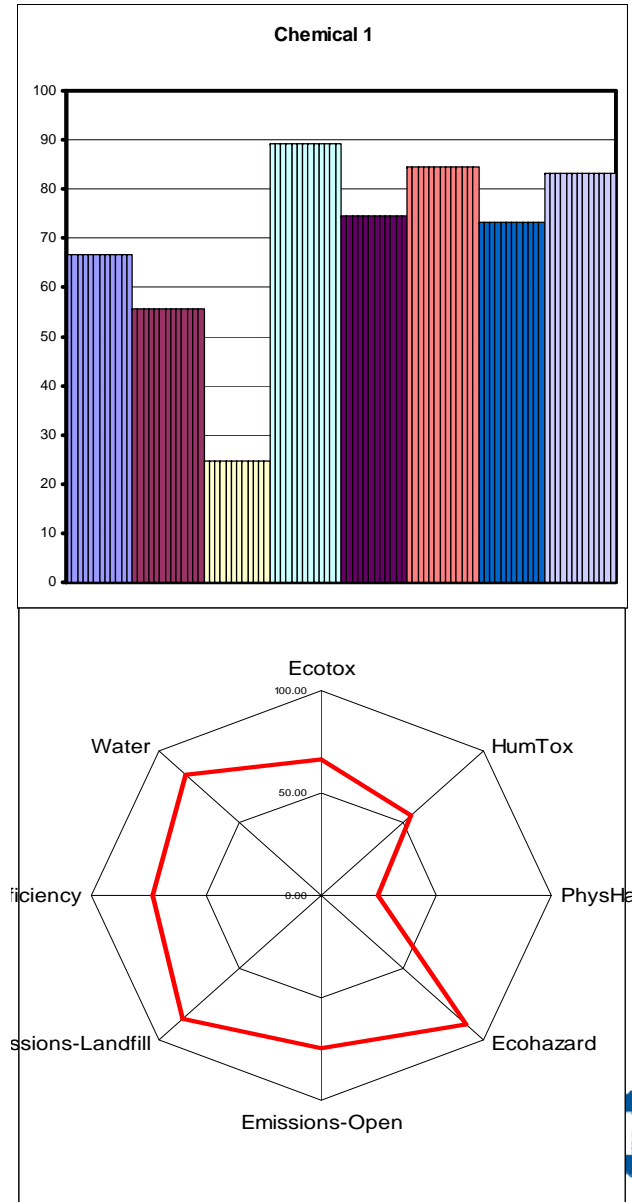 Chemical 1
100
90
80
70
60
50
40
30
20
10
0
Ecotox
100.00
Water
HumTox
50.00
ficiency
0.00
PhysHa
ssions-Landfill
Ecohazard
Emissions-Open